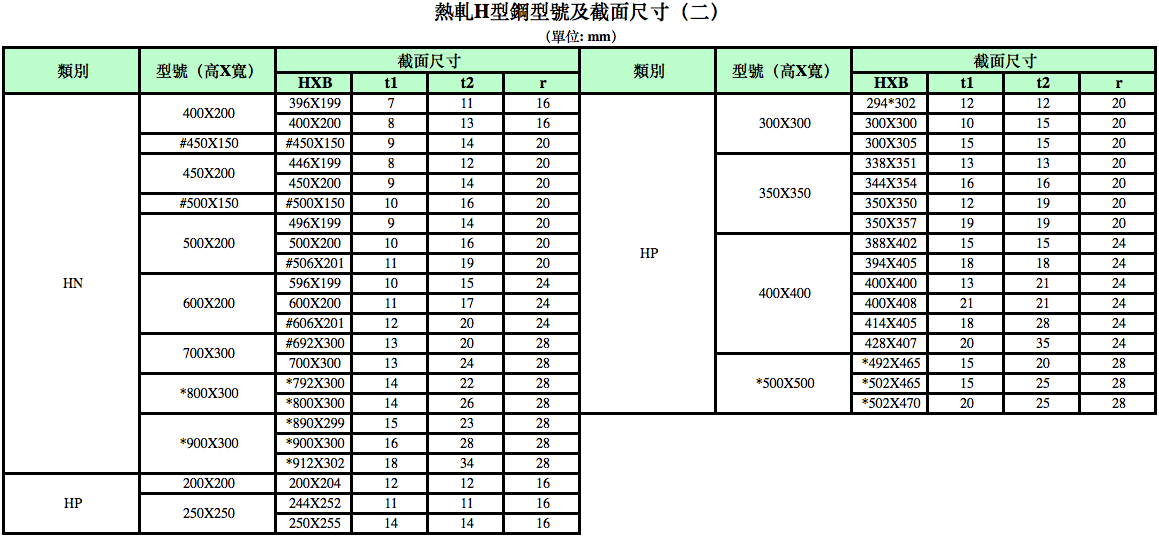 熱軋H型鋼型號及截面尺寸（二）
（單位: mm）
類別 型號（高X寬） 截面尺寸 類別 型號（高X寬） 截面尺寸
HXB t1 t2 r HXB t1 t2 r
HN 400X200 396X199 7 11 16 HP 300X300 294*302 12 12 20
400X200 8 13 16 300X300 10 15 20
#450X150 #450X150 9 14 20 300X305 15 15 20
450X200 446X199 8 12 20 350X350 338X351 13 13 20
450X200 9 14 20 344X354 16 16 20
#500X150 #500X150 10 16 20 350X350 12 19 20
500X200 496X199 9 14 20 350X357 19 19 20
500X200 10 16 20 400X400 388X402 15 15 24
#506X201 11 19 20 394X405 18 18 24
600X200 596X199 10 15 24 400X400 13 21 24
600X200 11 17 24 400X408 21 21 24
#606X201 12 20 24 414X405 18 28 24
700X300 #692X300 13 20 28 428X407 20 35 24
700X300 13 24 28 *500X500 *492X465 15 20 28
*800X300 *792X300 14 22 28 *502X465 15 25 28
*800X300 14 26 28 *502X470 20 25 28
*900X300 *890X299 15 23 28
*900X300 16 28 28
*912X302 18 34 28
HP 200X200 200X204 12 12 16
250X250 244X252 11 11 16
250X255 14 14 16